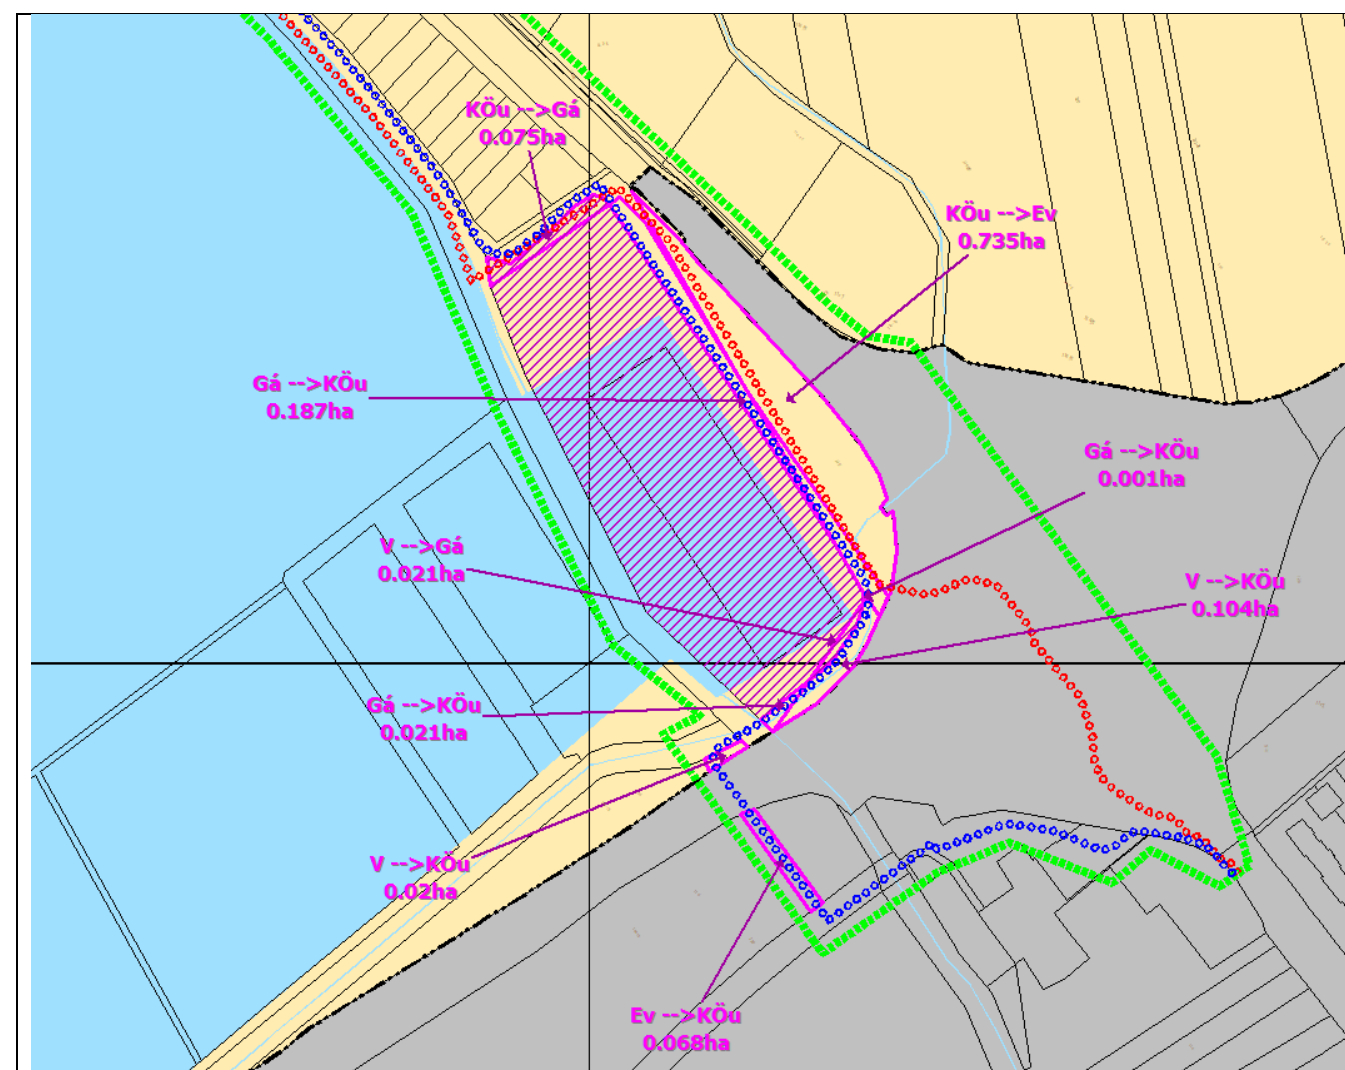 KÖu -->Gá
0.075ha
KÖu -->Ev
0.735ha
Gá -->KÖu
0.187ha
Gá -->KÖu
0.001ha
V -->Gá
0.021ha
V -->KÖu
0.104ha
Gá -->KÖu
0.021ha
V -->KÖu
0.02ha
Ev -->KÖu
0.068ha